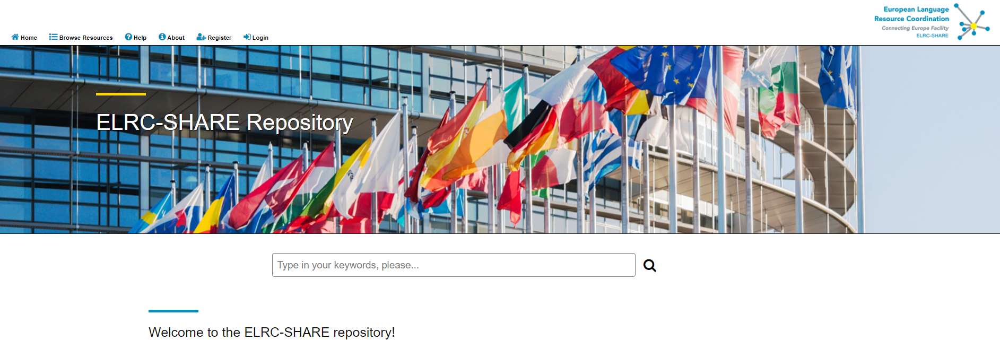 European Language
Resource Coordination
Connecting Europe Facility
ELRC-SHARE
Home Browse Resources Help About Register Login
ELRC-SHARE Repository
Type in your keywords, please...
Welcome to the ELRC-SHARE repository!